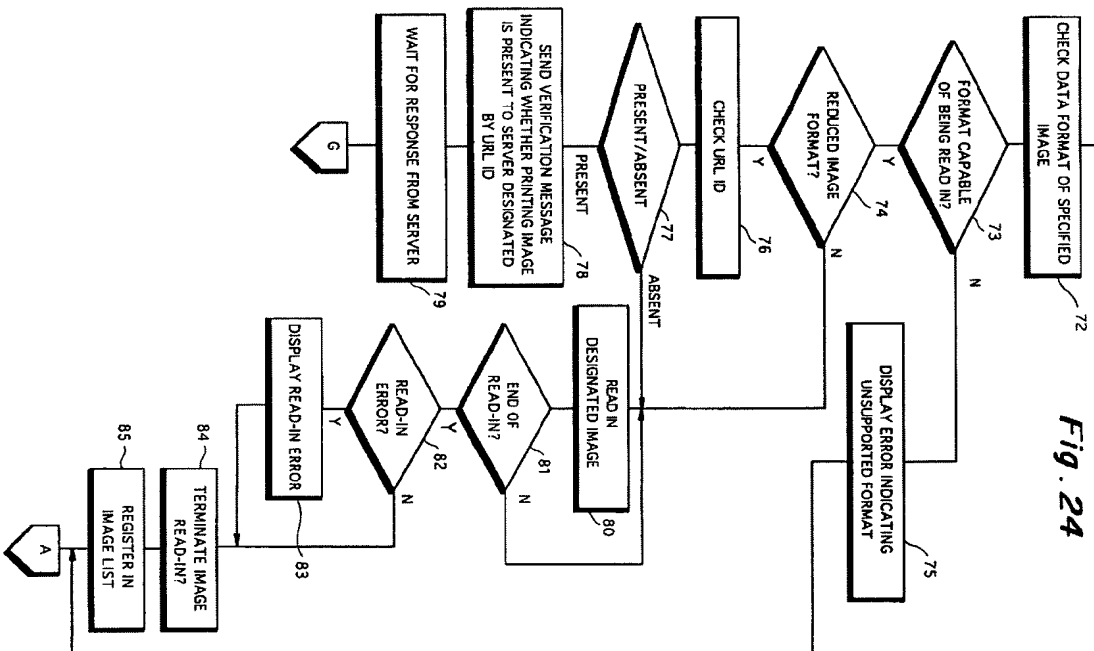 Fig. 24
CHECK DATA FORMAT OF SPECIFIED
IMAGE
72
FORMAT CAPABLE
OF BEING READ IN?
73
N
Y
DISPLAY ERROR INDICATING
UNSUPPORTED FORMAT
75
REDUCED IMAGE
FORMAT?
74
N
Y
CHECK URL ID
76
PRESENT/ABSENT
77
ABSENT
PRESENT
SEND VERIFICATION MESSAGE
INDICATING WHETHER PRINTING IMAGE
IS PRESENT TO SERVER DESIGNATED
BY URL ID
78
WAIT FOR RESPONSE FROM SERVER
79
G
READ IN
DESIGNATED IMAGE
80
END OF
READ-IN?
81
N
Y
READ-IN
ERROR?
82
N
Y
DISPLAY READ-IN ERROR
83
84
TERMINATE IMAGE
READ-IN?
85
REGISTER IN
IMAGE LIST
A